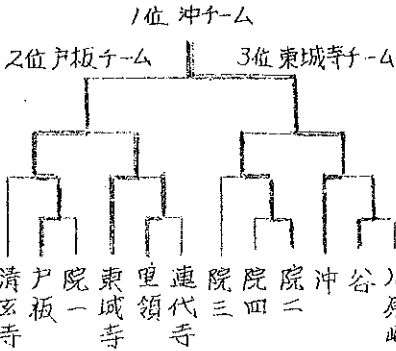 1位 沖チーム
2位 戸板チーム
3位 東城寺チーム
清玄寺
戸板
院一
東城寺
里領
連代寺
院三
院四
院二
沖
谷